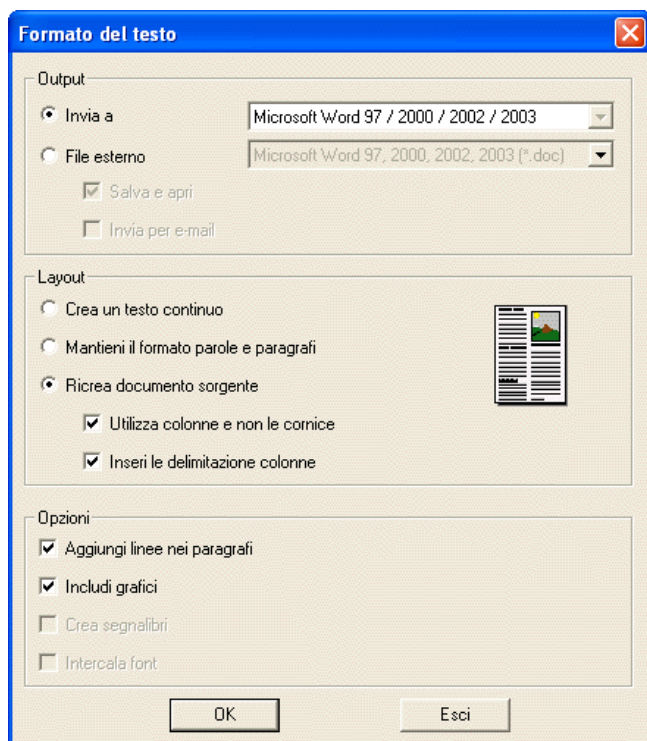 Formato del testo
Output
Invia a
Microsoft Word 97 / 2000 / 2002 / 2003
File esterno
Microsoft Word 97, 2000, 2002, 2003 (*.doc)
Salva e apri
Invia per e-mail
Layout
Crea un testo continuo
Mantieni il formato parole e paragrafi
Ricrea documento sorgente
Utilizza colonne e non le cornice
Inseri le delimitazione colonne
Opzioni
Aggiungi linee nei paragrafi
Includi grafici
Crea segnalibri
Intercala font
OK
Esci